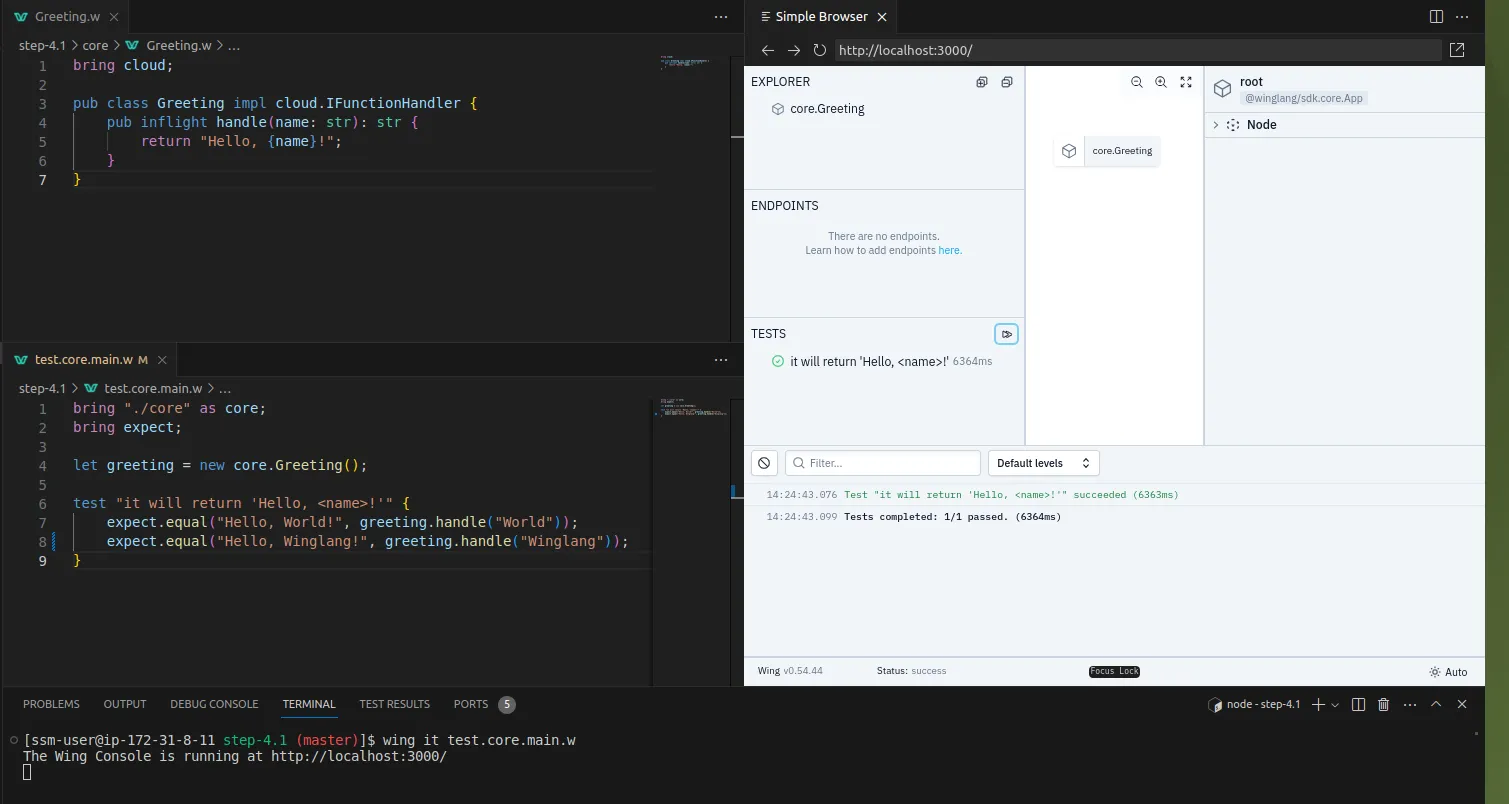 Greeting.w
step-4.1 > core > Greeting.w > ...
1 bring cloud;
2
3 pub class Greeting impl cloud.IFunctionHandler {
4 pub inflight handle(name: str): str {
5 return "Hello, {name}!";
6 }
7 }
test.core.main.w M
step-4.1 > test.core.main.w > ...
1 bring "./core" as core;
2 bring expect;
3
4 let greeting = new core.Greeting();
5
6 test "it will return 'Hello, <name>!'" {
7 expect.equal("Hello, World!", greeting.handle("World"));
8 expect.equal("Hello, Winglang!", greeting.handle("Winglang"));
9 }
Simple Browser
http://localhost:3000/
EXPLORER
core.Greeting
ENDPOINTS
There are no endpoints.
Learn how to add endpoints here.
TESTS
it will return 'Hello, <name>!' 6364ms
core.Greeting
root
@winglang/sdk.core.App
Node
Filter...
Default levels
14:24:43.076 Test "it will return 'Hello, <name>!'" succeeded (6363ms)
14:24:43.099 Tests completed: 1/1 passed. (6364ms)
Wing v0.54.44
Status: success
Focus Lock
Auto
PROBLEMS OUTPUT DEBUG CONSOLE TERMINAL TEST RESULTS PORTS 5
node - step-4.1
[ssm-user@ip-172-31-8-11 step-4.1 (master)]$ wing it test.core.main.w
The Wing Console is running at http://localhost:3000/